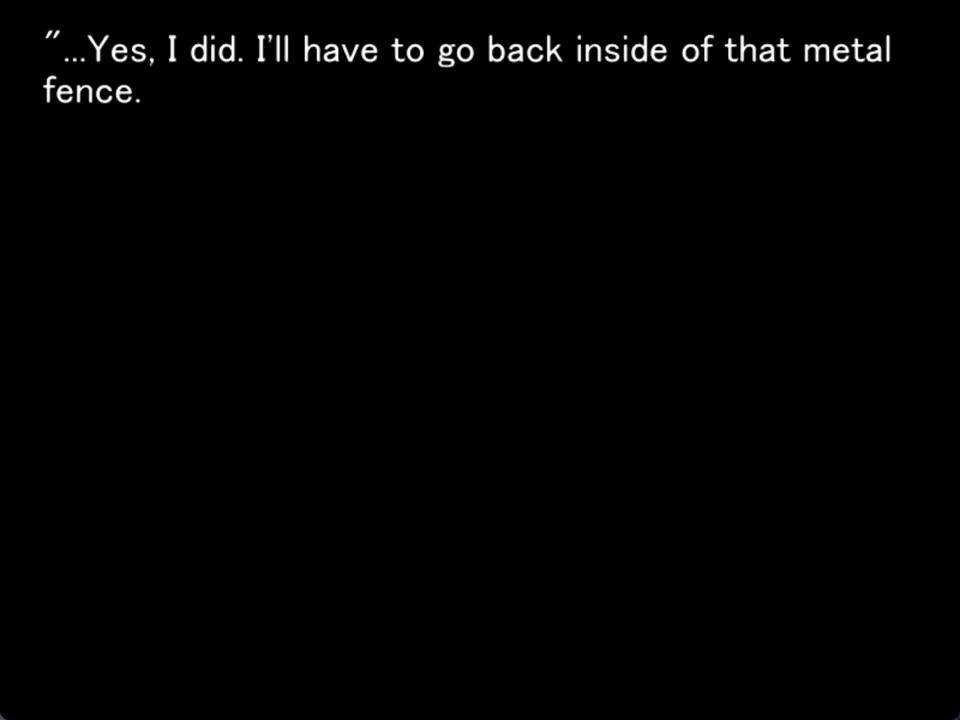 "...Yes, I did. I'll have to go back inside of that metal
fence.